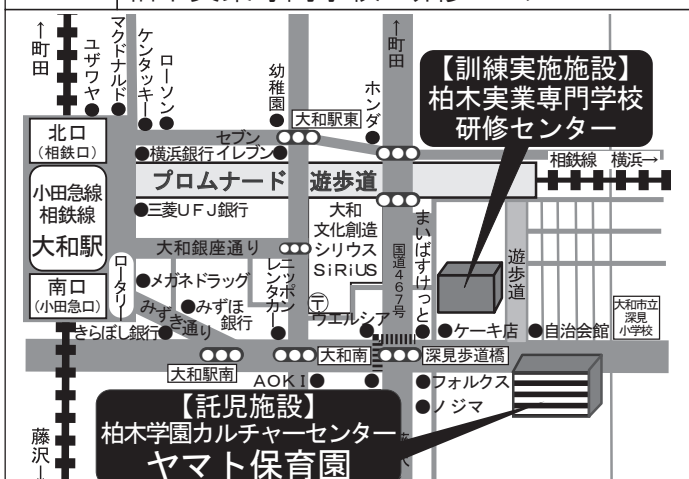 ↑町田
ユザワヤ
マクドナルド
ケンタッキー
ローソン
幼稚園
大和駅東
ホンダ
↑町田
【訓練実施施設】
柏木実業専門学校
研修センター
北口
(相鉄口)
セブン
イレブン
横浜銀行
相鉄線 横浜→
プロムナード 遊歩道
小田急線
相鉄線
大和駅
三菱UFJ銀行
大和
文化創造
シリウス
SiRiUS
国道467号
まいばすけっと
遊歩道
大和銀座通り
ロータリー
メガネドラッグ
ニッポン
レンタカー
南口
(小田急口)
みずき通り
みずほ
銀行
〒
ウエルシア
ケーキ店
自治会館
大和市立
深見
小学校
きらぼし銀行
大和駅南
大和南
深見歩道橋
AOKI
フォルクス
ノジマ
【託児施設】
柏木学園カルチャーセンター
ヤマト保育園
藤沢↓